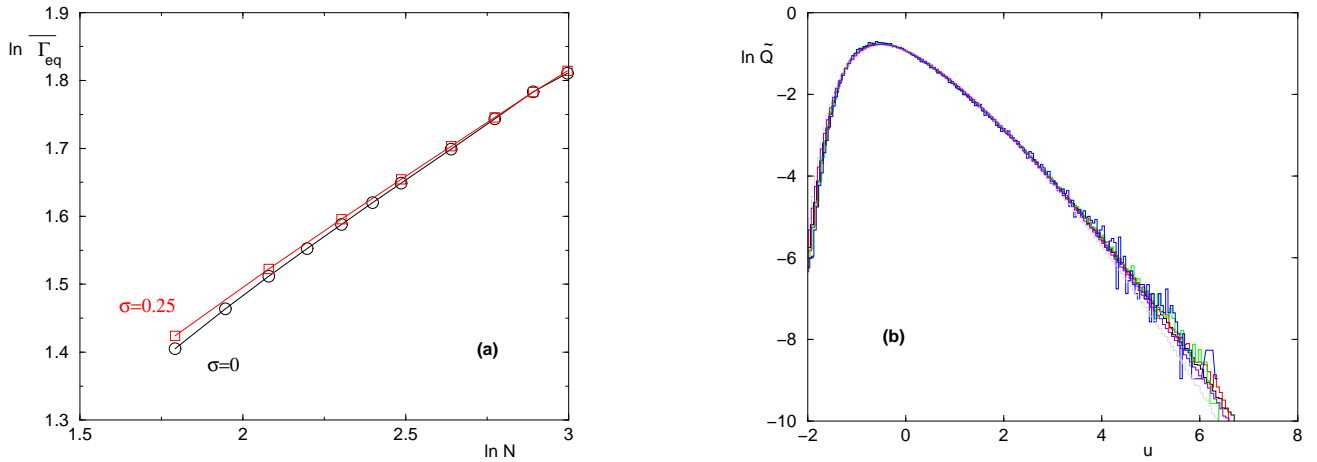 1.9
1.8
1.7
1.6
1.5
1.4
1.3
ln Γeq
σ=0.25
σ=0
(a)
1.5 2 2.5 3
ln N
0
−2
−4
−6
−8
−10
ln Q̃
(b)
−2 0 2 4 6 8
u